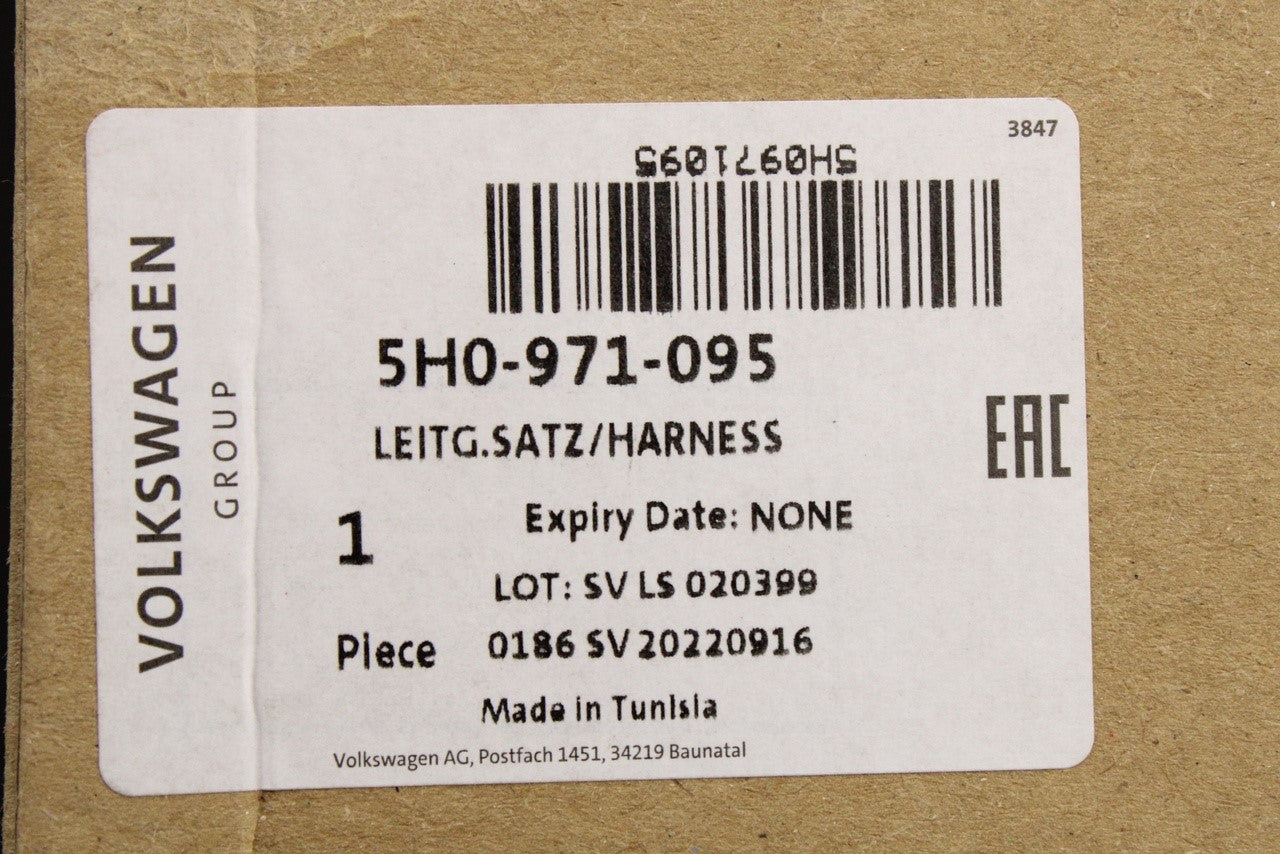 3847
5H0971095
5H0-971-095
LEITG.SATZ/HARNESS
EAC
1
Expiry Date: NONE
LOT: SV LS 020399
Piece
0186 SV 20220916
Made in Tunisia
Volkswagen AG, Postfach 1451, 34219 Baunatal
VOLKSWAGEN
GROUP